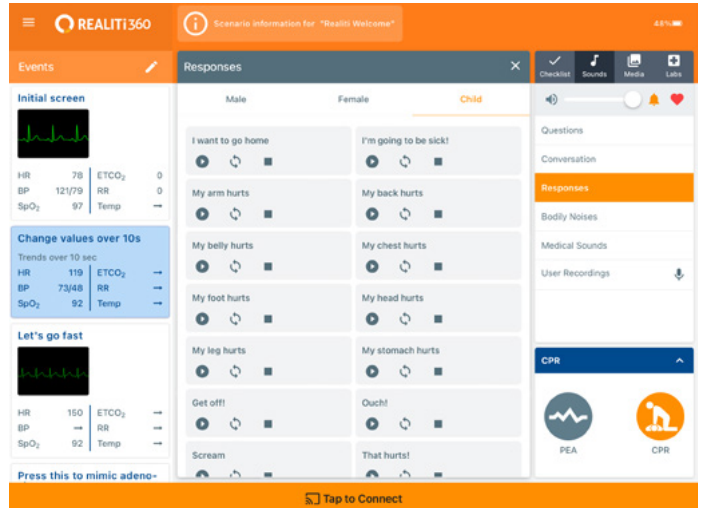 REALITi360
Scenario information for "Realiti Welcome"
48%
Events
Initial screen
HR 78 ETCO₂ 0
BP 121/79 RR 0
SpO₂ 97 Temp →
Change values over 10s
Trends over 10 sec
HR 119 ETCO₂ →
BP 73/48 RR →
SpO₂ 92 Temp →
Let's go fast
HR 150 ETCO₂ →
BP → RR →
SpO₂ 92 Temp →
Press this to mimic adeno-
Responses
Male Female Child
I want to go home I'm going to be sick!
My arm hurts My back hurts
My belly hurts My chest hurts
My foot hurts My head hurts
My leg hurts My stomach hurts
Get off! Ouch!
Scream That hurts!
Checklist Sounds Media Labs
Questions
Conversation
Responses
Bodily Noises
Medical Sounds
User Recordings
CPR
PEA CPR
Tap to Connect